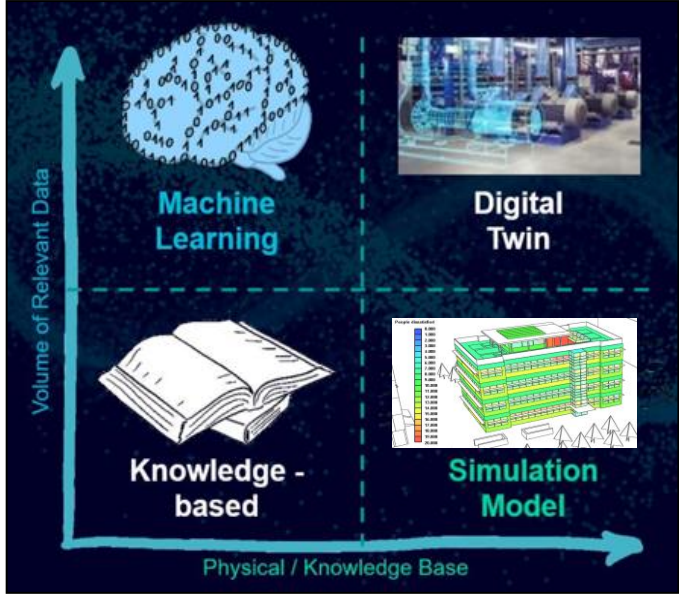 Machine
Learning
Digital
Twin
Volume of Relevant Data
Knowledge -
based
Simulation
Model
Physical / Knowledge Base